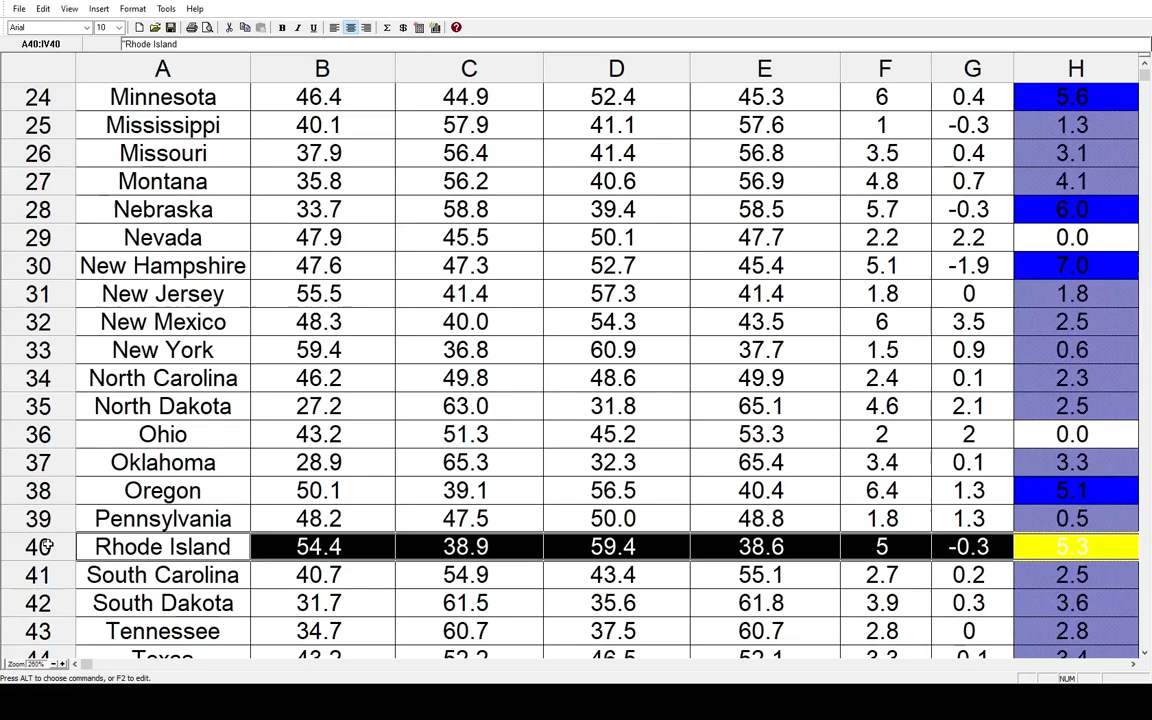 File Edit View Insert Format Tools Help
Arial 10 B I U Σ $ ?
A40:IV40 "Rhode Island
A B C D E F G H
24 Minnesota 46.4 44.9 52.4 45.3 6 0.4 5.6
25 Mississippi 40.1 57.9 41.1 57.6 1 -0.3 1.3
26 Missouri 37.9 56.4 41.4 56.8 3.5 0.4 3.1
27 Montana 35.8 56.2 40.6 56.9 4.8 0.7 4.1
28 Nebraska 33.7 58.8 39.4 58.5 5.7 -0.3 6.0
29 Nevada 47.9 45.5 50.1 47.7 2.2 2.2 0.0
30 New Hampshire 47.6 47.3 52.7 45.4 5.1 -1.9 7.0
31 New Jersey 55.5 41.4 57.3 41.4 1.8 0 1.8
32 New Mexico 48.3 40.0 54.3 43.5 6 3.5 2.5
33 New York 59.4 36.8 60.9 37.7 1.5 0.9 0.6
34 North Carolina 46.2 49.8 48.6 49.9 2.4 0.1 2.3
35 North Dakota 27.2 63.0 31.8 65.1 4.6 2.1 2.5
36 Ohio 43.2 51.3 45.2 53.3 2 2 0.0
37 Oklahoma 28.9 65.3 32.3 65.4 3.4 0.1 3.3
38 Oregon 50.1 39.1 56.5 40.4 6.4 1.3 5.1
39 Pennsylvania 48.2 47.5 50.0 48.8 1.8 1.3 0.5
40 Rhode Island 54.4 38.9 59.4 38.6 5 -0.3 5.3
41 South Carolina 40.7 54.9 43.4 55.1 2.7 0.2 2.5
42 South Dakota 31.7 61.5 35.6 61.8 3.9 0.3 3.6
43 Tennessee 34.7 60.7 37.5 60.7 2.8 0 2.8
44 Texas 43.2 52.2 46.5 52.1 3.3 -0.1 3.4
Zoom 260%
Press ALT to choose commands, or F2 to edit. NUM